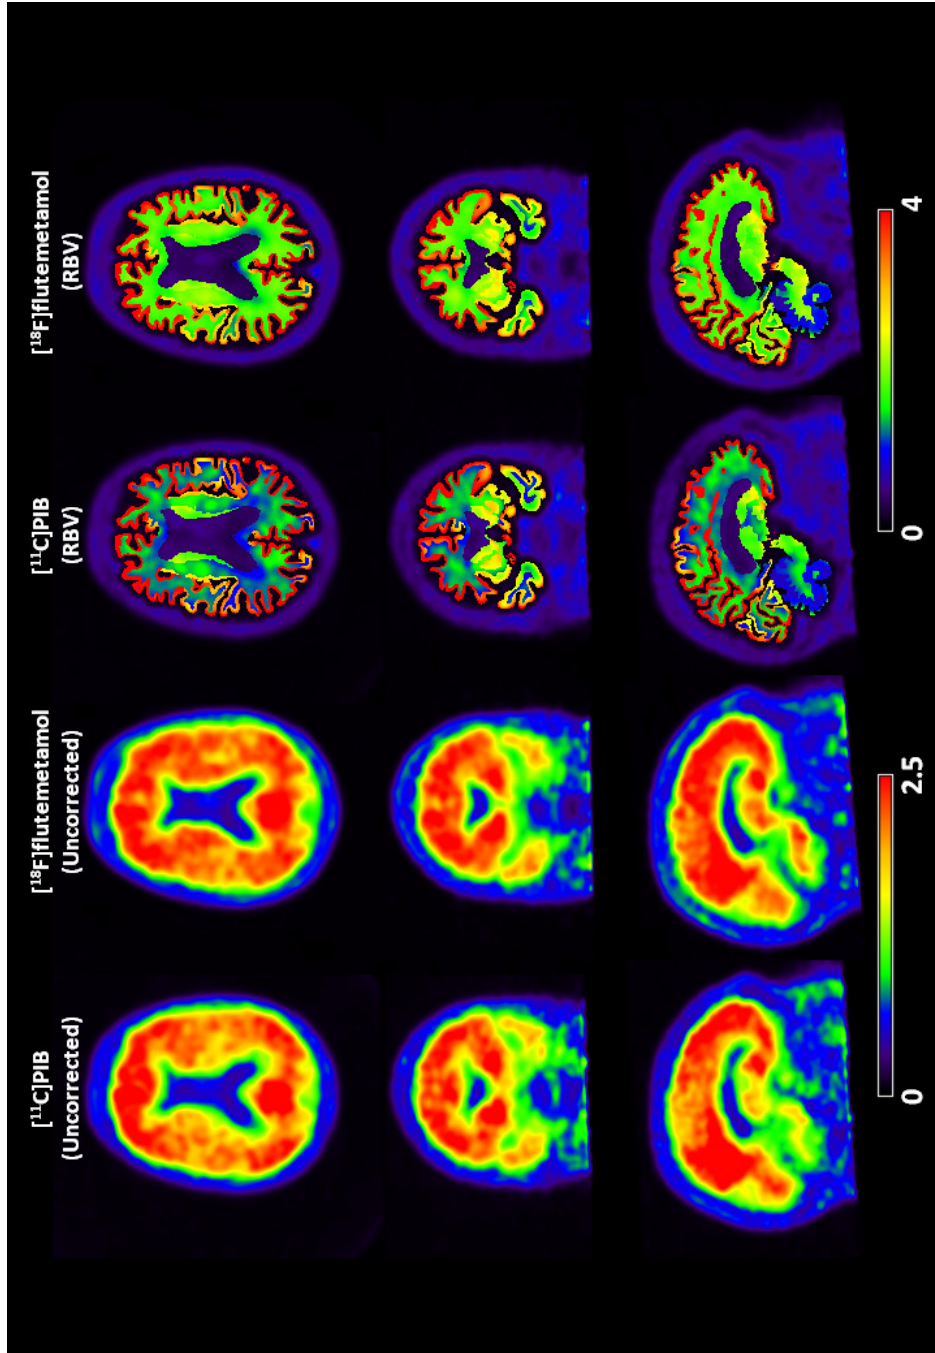 [¹¹C]PIB
(Uncorrected)
[¹⁸F]flutemetamol
(Uncorrected)
[¹¹C]PIB
(RBV)
[¹⁸F]flutemetamol
(RBV)
0
2.5
0
4